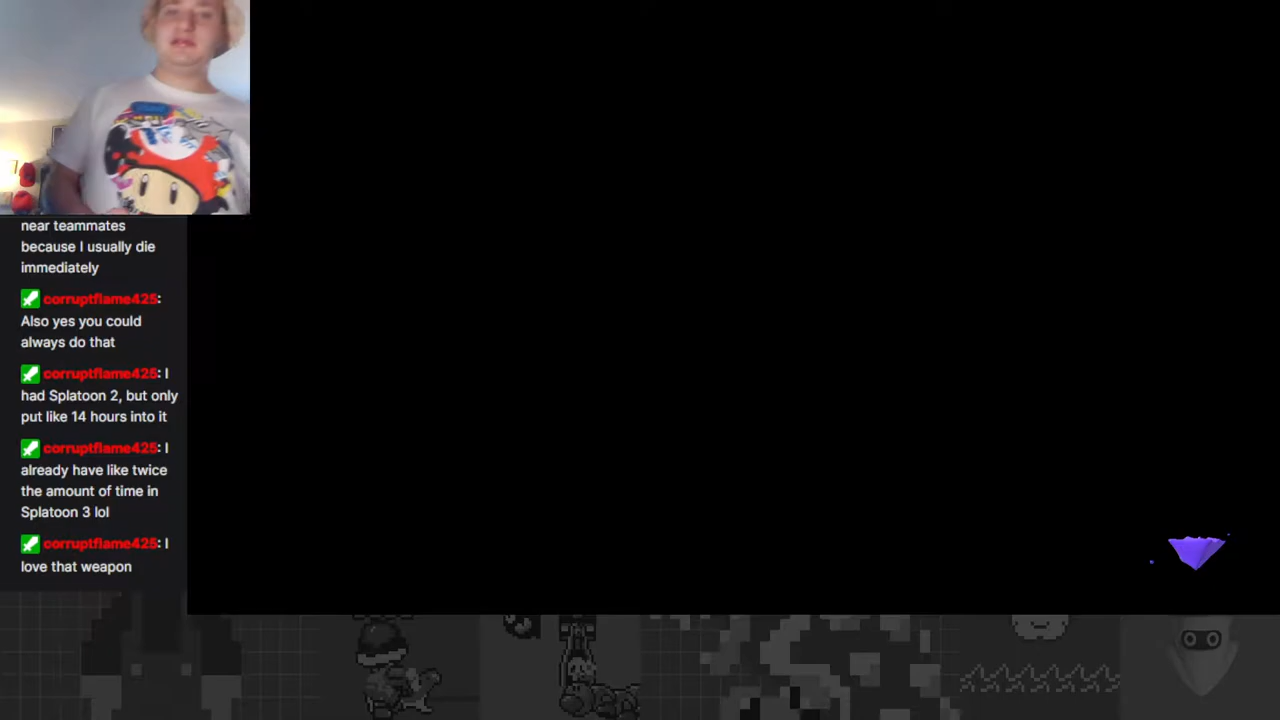 near teammates
because I usually die
immediately
corruptflame425:
Also yes you could
always do that
corruptflame425: I
had Splatoon 2, but only
put like 14 hours into it
corruptflame425: I
already have like twice
the amount of time in
Splatoon 3 lol
corruptflame425: I
love that weapon